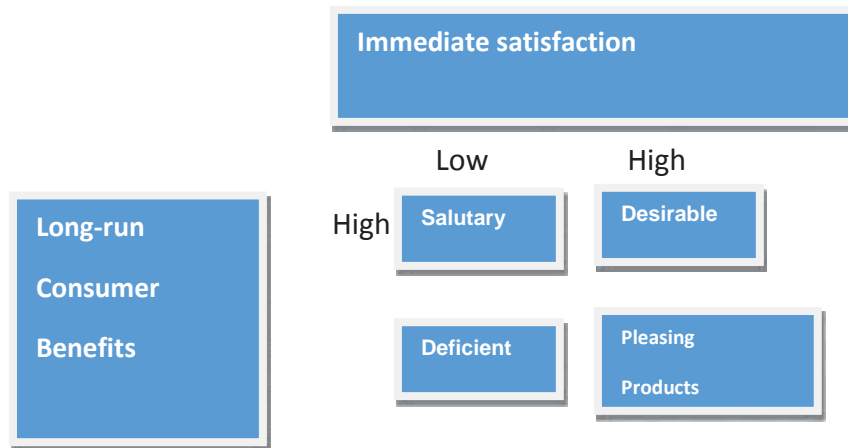 Immediate satisfaction
Low High
Long-run
Consumer
Benefits
High
Salutary
Desirable
Deficient
Pleasing
Products